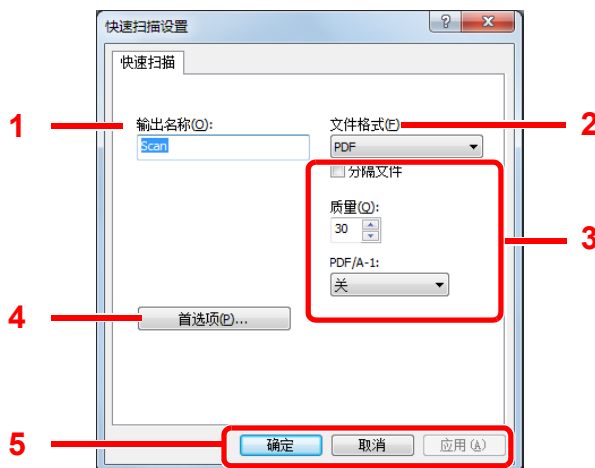 快速扫描设置
快速扫描
1
输出名称(O):
文件格式(F)
2
Scan
PDF
分隔文件
质量(Q):
30
3
PDF/A-1:
关
4
首选项(P)...
5
确定
取消
应用(A)